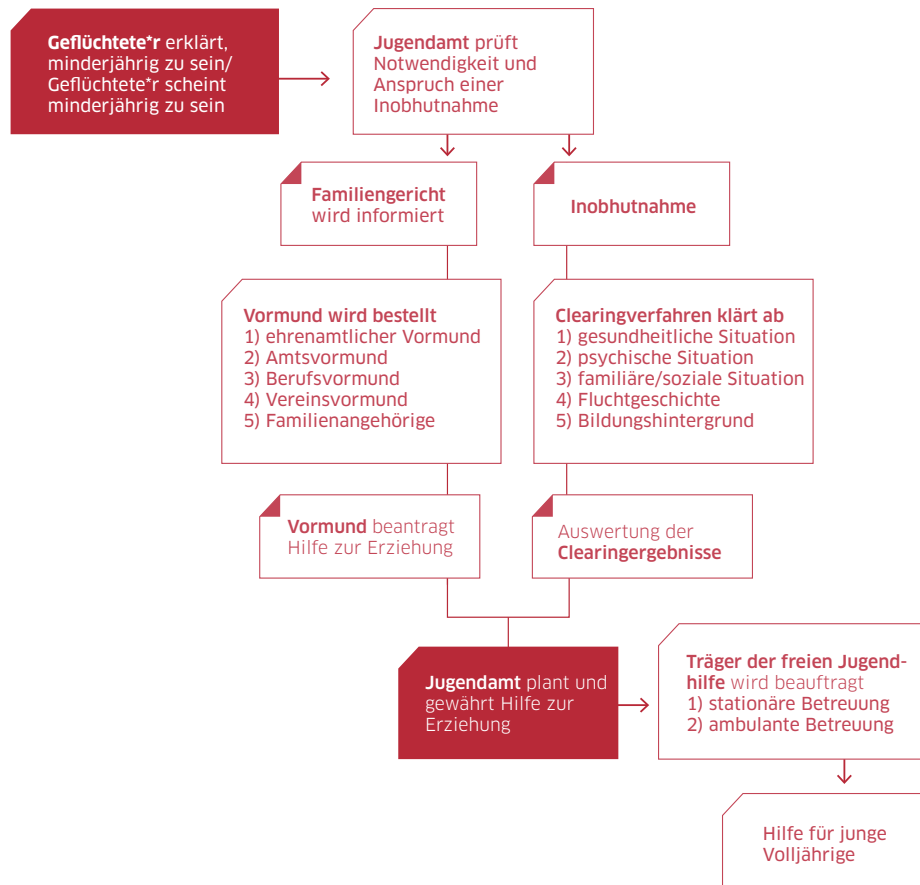 Geflüchtete*r erklärt,
minderjährig zu sein/
Geflüchtete*r scheint
minderjährig zu sein
Jugendamt prüft
Notwendigkeit und
Anspruch einer
Inobhutnahme
Familiengericht
wird informiert
Inobhutnahme
Vormund wird bestellt
1) ehrenamtlicher Vormund
2) Amtsvormund
3) Berufsvormund
4) Vereinsvormund
5) Familienangehörige
Clearingverfahren klärt ab
1) gesundheitliche Situation
2) psychische Situation
3) familiäre/soziale Situation
4) Fluchtgeschichte
5) Bildungshintergrund
Vormund beantragt
Hilfe zur Erziehung
Auswertung der
Clearingergebnisse
Jugendamt plant und
gewährt Hilfe zur
Erziehung
Träger der freien Jugend-
hilfe wird beauftragt
1) stationäre Betreuung
2) ambulante Betreuung
Hilfe für junge
Volljährige